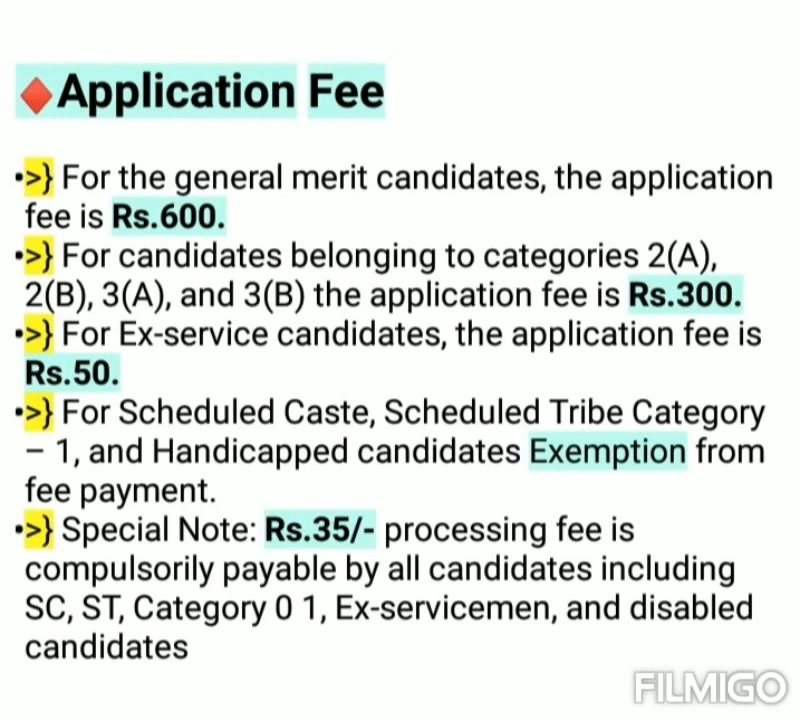 ♦Application Fee
•>} For the general merit candidates, the application
fee is Rs.600.
•>} For candidates belonging to categories 2(A),
2(B), 3(A), and 3(B) the application fee is Rs.300.
•>} For Ex-service candidates, the application fee is
Rs.50.
•>} For Scheduled Caste, Scheduled Tribe Category
– 1, and Handicapped candidates Exemption from
fee payment.
•>} Special Note: Rs.35/- processing fee is
compulsorily payable by all candidates including
SC, ST, Category 0 1, Ex-servicemen, and disabled
candidates
FILMIGO